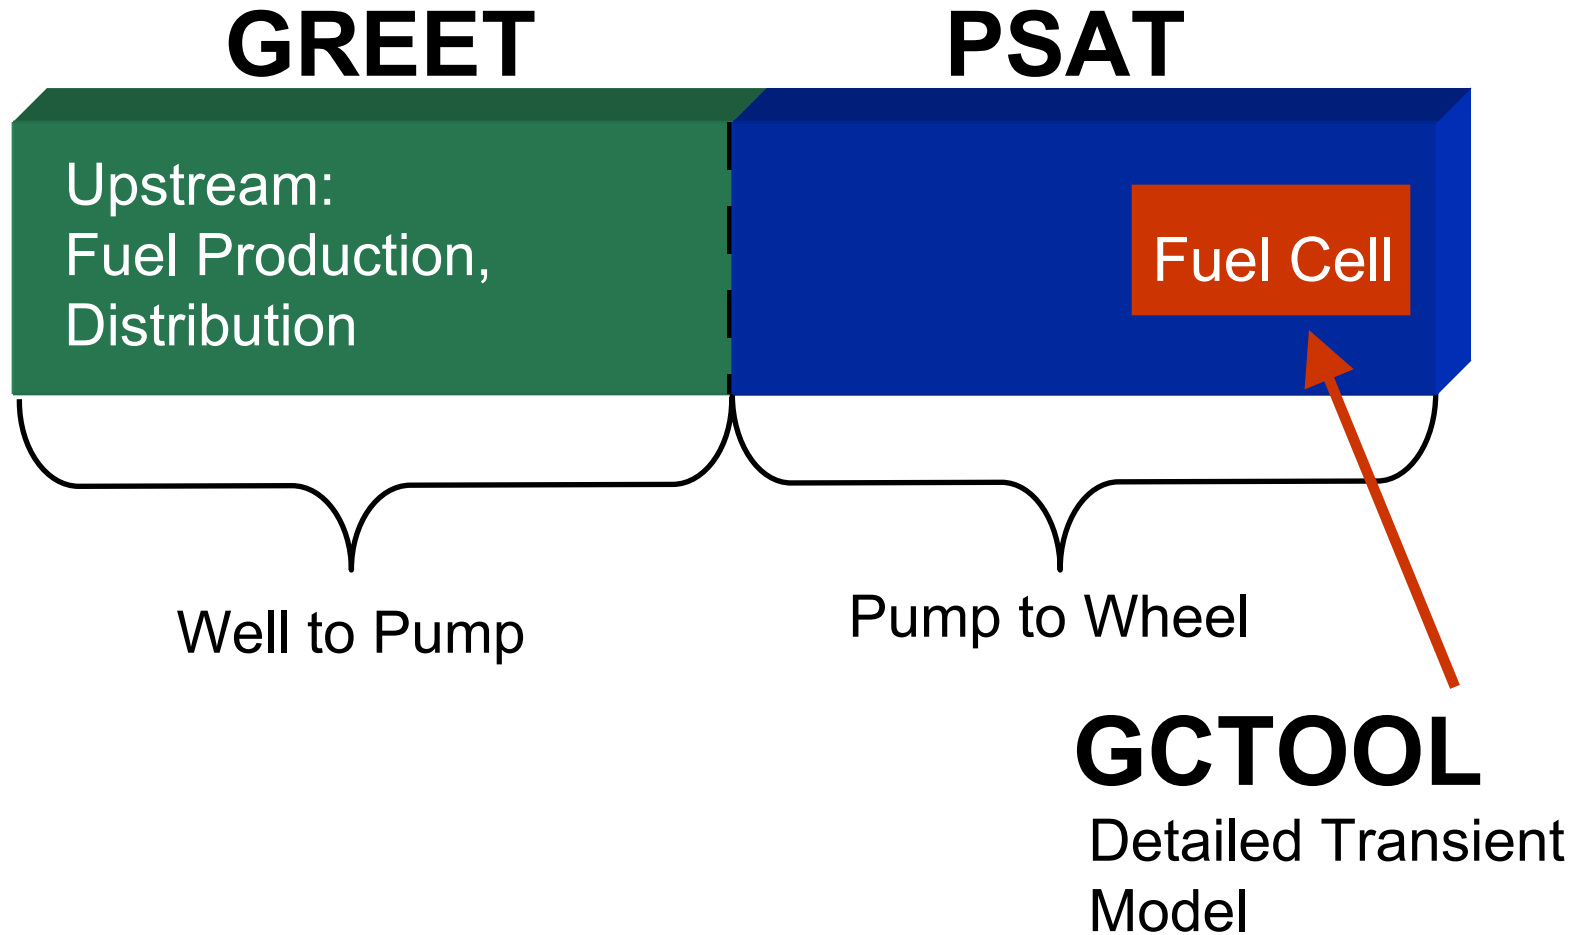 GREET
PSAT
Upstream:
Fuel Production,
Distribution
Fuel Cell
Well to Pump
Pump to Wheel
GCTOOL
Detailed Transient
Model